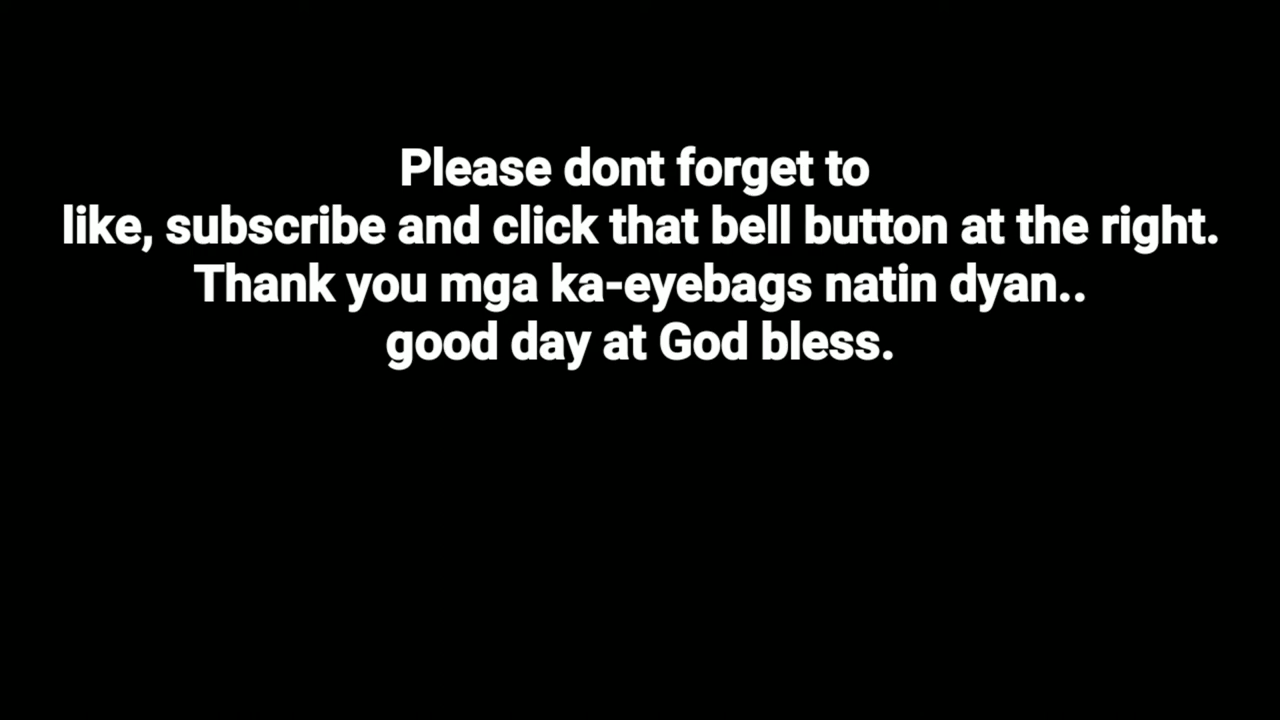 Please dont forget to
like, subscribe and click that bell button at the right.
Thank you mga ka-eyebags natin dyan..
good day at God bless.